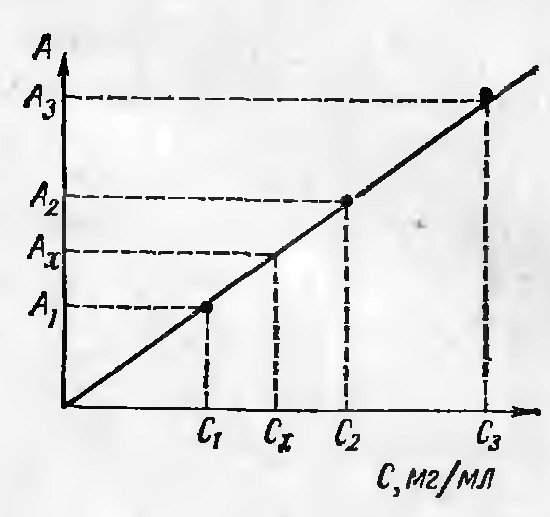 A
A₃
A₂
Aₓ
A₁
C₁ Cₓ C₂ C₃
C, мг/мл